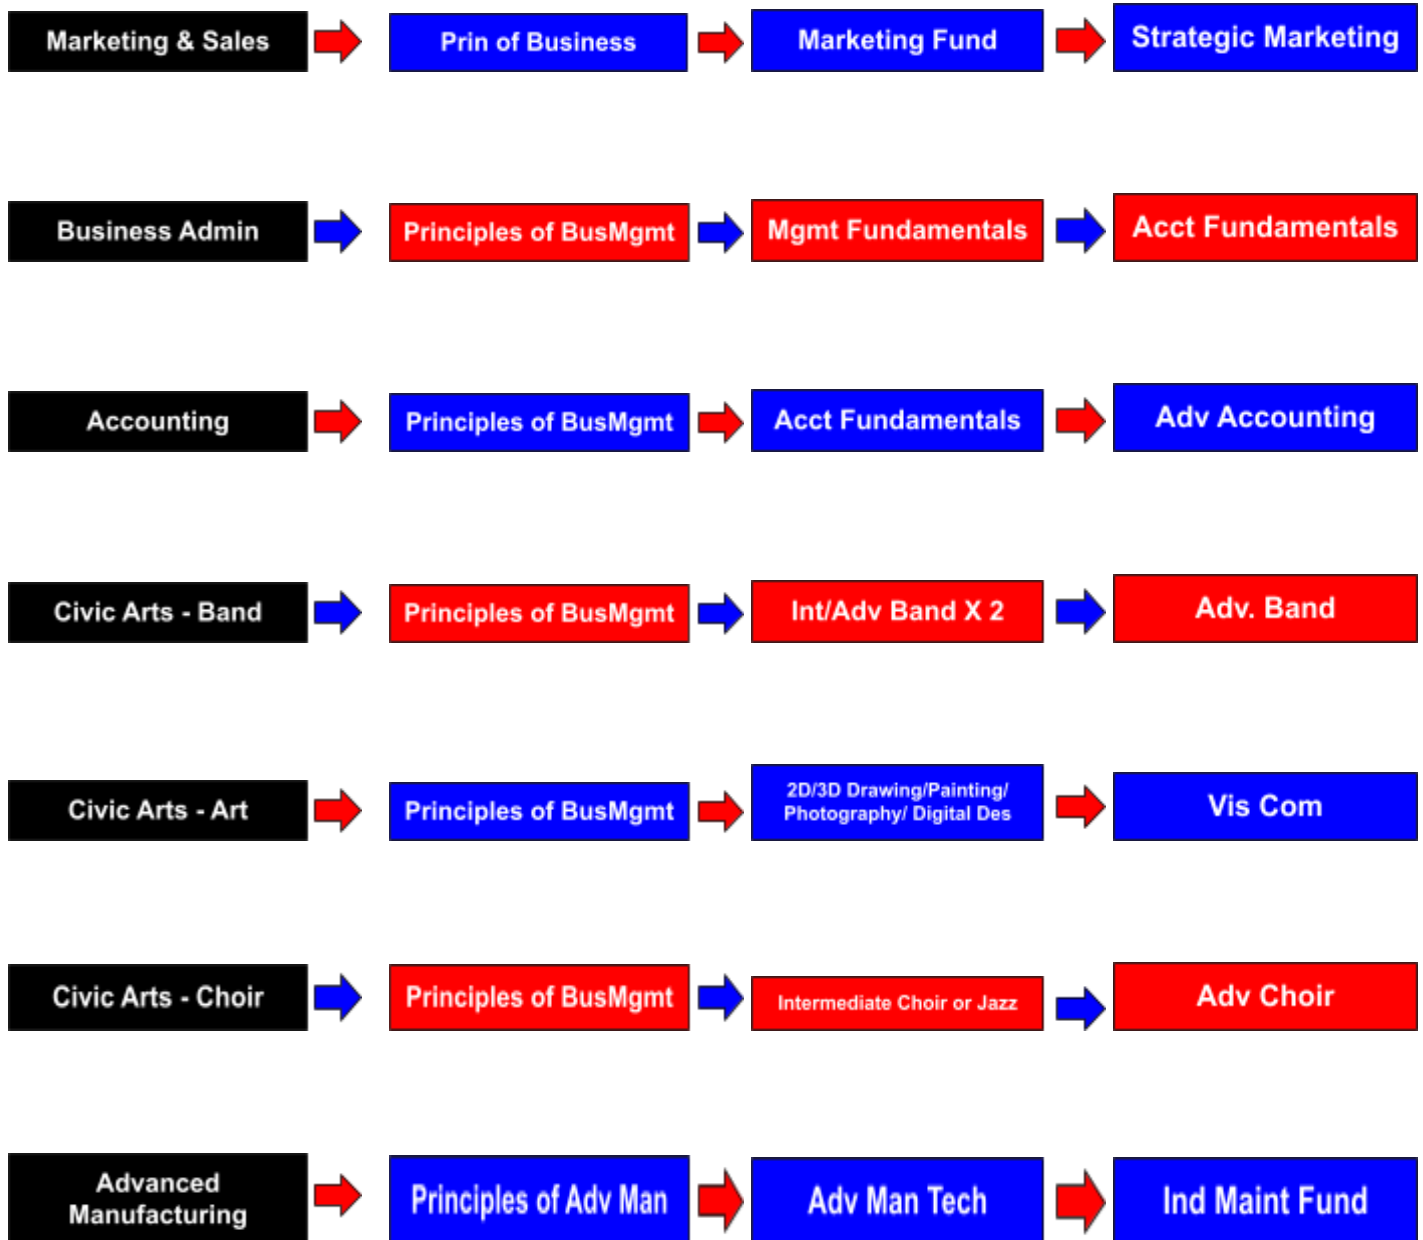 Marketing & Sales
Prin of Business
Marketing Fund
Strategic Marketing
Business Admin
Principles of BusMgmt
Mgmt Fundamentals
Acct Fundamentals
Accounting
Principles of BusMgmt
Acct Fundamentals
Adv Accounting
Civic Arts - Band
Principles of BusMgmt
Int/Adv Band X 2
Adv. Band
Civic Arts - Art
Principles of BusMgmt
2D/3D Drawing/Painting/
Photography/ Digital Des
Vis Com
Civic Arts - Choir
Principles of BusMgmt
Intermediate Choir or Jazz
Adv Choir
Advanced
Manufacturing
Principles of Adv Man
Adv Man Tech
Ind Maint Fund